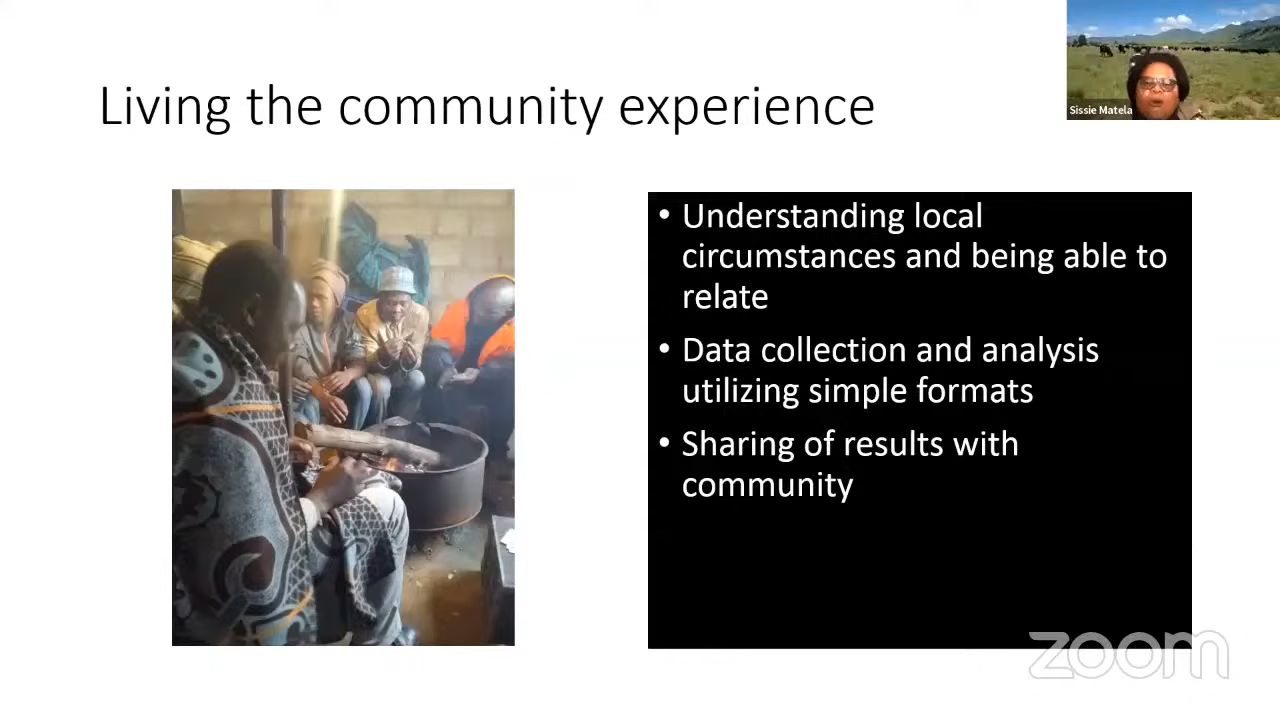 Living the community experience
Sissie Matela
• Understanding local
circumstances and being able to
relate
• Data collection and analysis
utilizing simple formats
• Sharing of results with
community
zoom